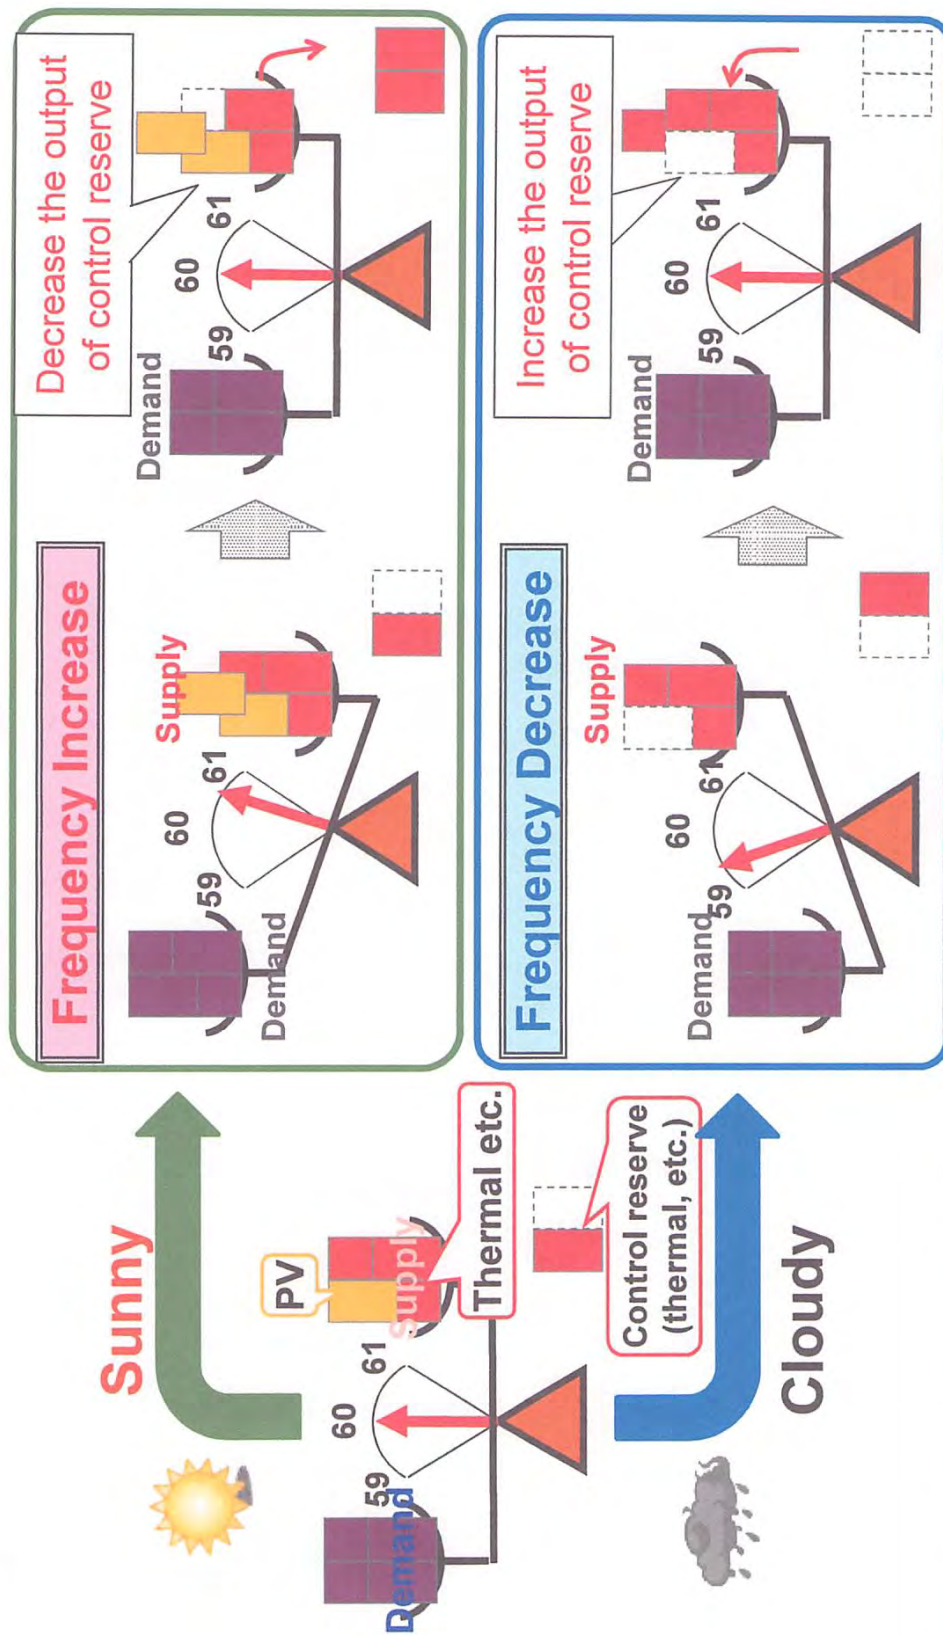 Sunny
59
60
61
Demand
PV
Supply
Thermal etc.
Control reserve
(thermal, etc.)
Cloudy
Frequency Increase
59
60
61
Demand
Supply
Decrease the output
of control reserve
Demand
59
60
61
Frequency Decrease
Demand
59
60
61
Supply
Increase the output
of control reserve
Demand
59
60
61